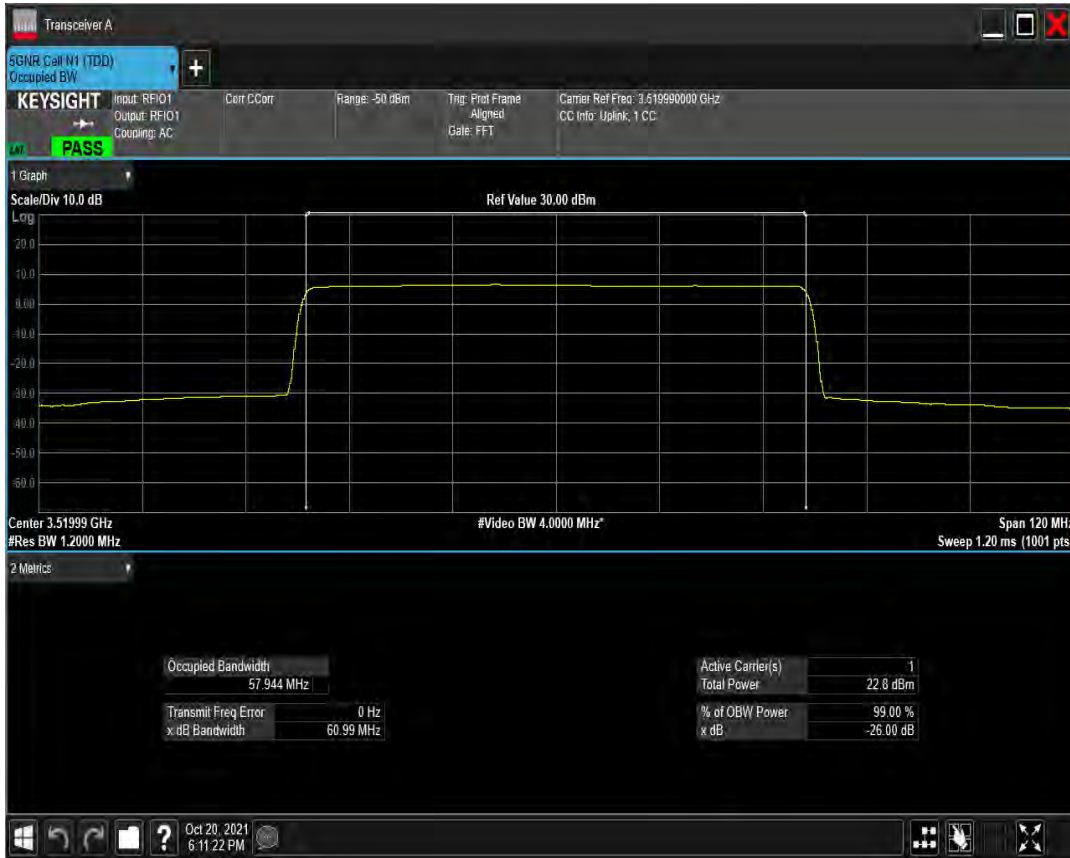 Transceiver A
5GNR Cell N1 (TDD)
Occupied BW
+
KEYSIGHT
Input: RFIO1
Output: RFIO1
Coupling: AC
Corr CCorr
Range: -50 dBm
Trig: Prot Frame
Aligned
Gate: FFT
Carrier Ref Freq: 3.519990000 GHz
CC Info: Uplink, 1 CC
PASS
1 Graph
Scale/Div 10.0 dB
Ref Value 30.00 dBm
Log
20.0
10.0
0.00
-10.0
-20.0
-30.0
-40.0
-50.0
-60.0
Center 3.51999 GHz
#Video BW 4.0000 MHz*
Span 120 MHz
#Res BW 1.2000 MHz
Sweep 1.20 ms (1001 pts
2 Metrics
Occupied Bandwidth
57.944 MHz
Transmit Freq Error 0 Hz
x dB Bandwidth 60.99 MHz
Active Carrier(s) 1
Total Power 22.8 dBm
% of OBW Power 99.00 %
x dB -26.00 dB
?
Oct 20, 2021
6:11:22 PM